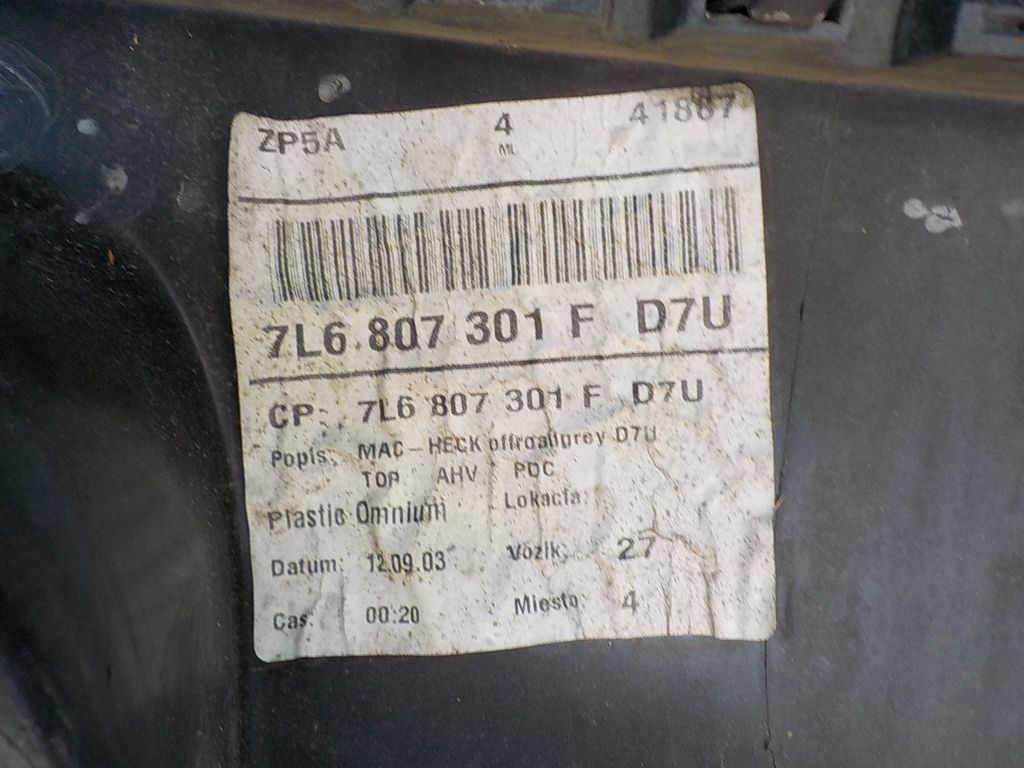 ZP5A 4 41867
ML
7L6 807 301 F D7U
CP: 7L6 807 301 F D7U
Popis: MAC-HECK offroadgrey D7U
TOP AHV PDC
Plastic Omnium Lokacia:
Datum: 12.09.03 Vozik: 27
Cas: 00:20 Miesto: 4